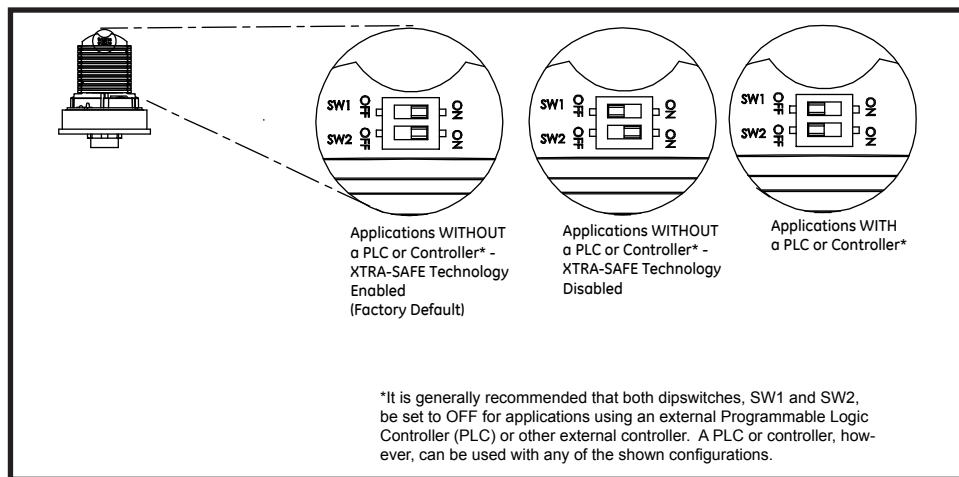 SW1 OFF ON
SW2 OFF ON
SW1 OFF ON
SW2 OFF ON
SW1 OFF ON
SW2 OFF ON
Applications WITHOUT
a PLC or Controller* -
XTRA-SAFE Technology
Enabled
(Factory Default)
Applications WITHOUT
a PLC or Controller* -
XTRA-SAFE Technology
Disabled
Applications WITH
a PLC or Controller*
*It is generally recommended that both dipswitches, SW1 and SW2,
be set to OFF for applications using an external Programmable Logic
Controller (PLC) or other external controller.  A PLC or controller, how-
ever, can be used with any of the shown configurations.